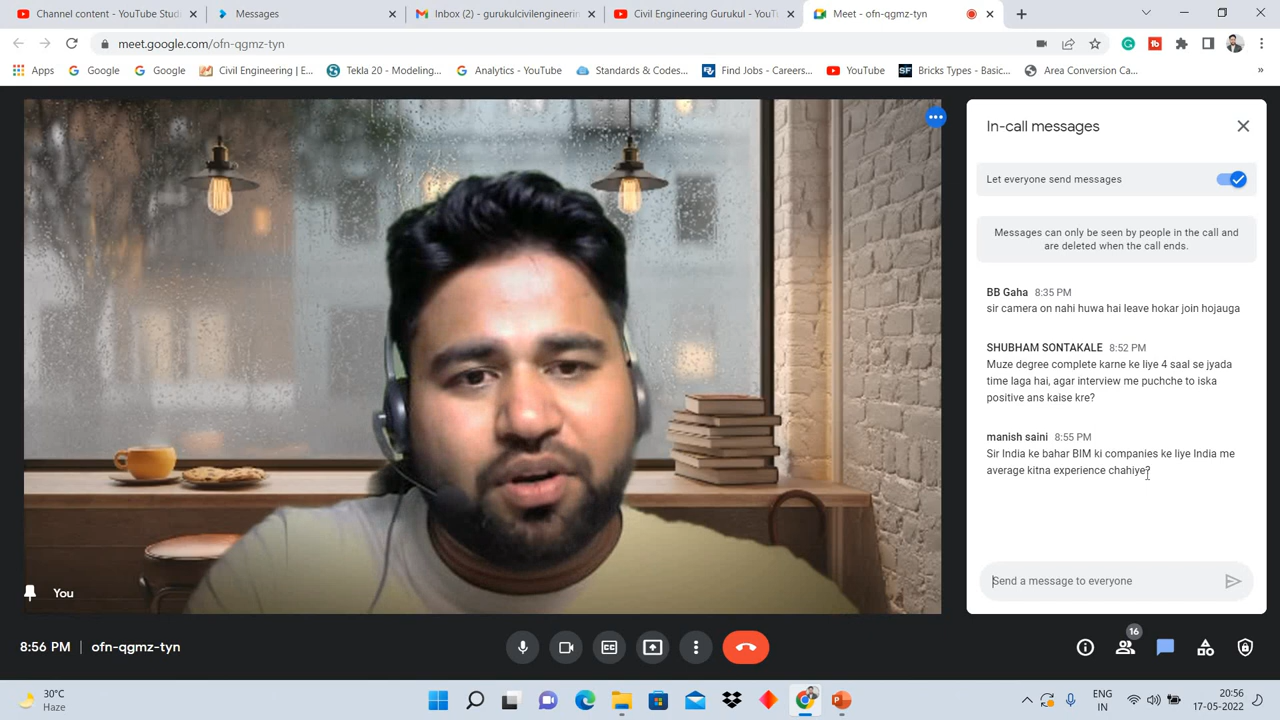 Channel content - YouTube Stud
Messages
Inbox (2) - gurukulcivilengineerin
Civil Engineering Gurukul - YouT
Meet - ofn-qgmz-tyn
meet.google.com/ofn-qgmz-tyn
Apps
Google
Google
Civil Engineering | E...
Tekla 20 - Modeling...
Analytics - YouTube
Standards & Codes...
Find Jobs - Careers...
YouTube
SF
Bricks Types - Basic...
Area Conversion Ca...
»
In-call messages
Let everyone send messages
Messages can only be seen by people in the call and
are deleted when the call ends.
BB Gaha 8:35 PM
sir camera on nahi huwa hai leave hokar join hojauga
SHUBHAM SONTAKALE 8:52 PM
Muze degree complete karne ke liye 4 saal se jyada
time laga hai, agar interview me puchche to iska
positive ans kaise kre?
manish saini 8:55 PM
Sir India ke bahar BIM ki companies ke liye India me
average kitna experience chahiye?
Send a message to everyone
You
8:56 PM | ofn-qgmz-tyn
CC
16
30°C
Haze
ENG
IN
20:56
17-05-2022